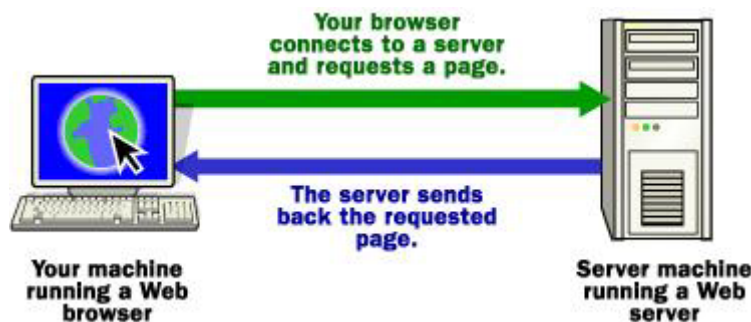 Your browser
connects to a server
and requests a page.
The server sends
back the requested
page.
Your machine
running a Web
browser
Server machine
running a Web
server